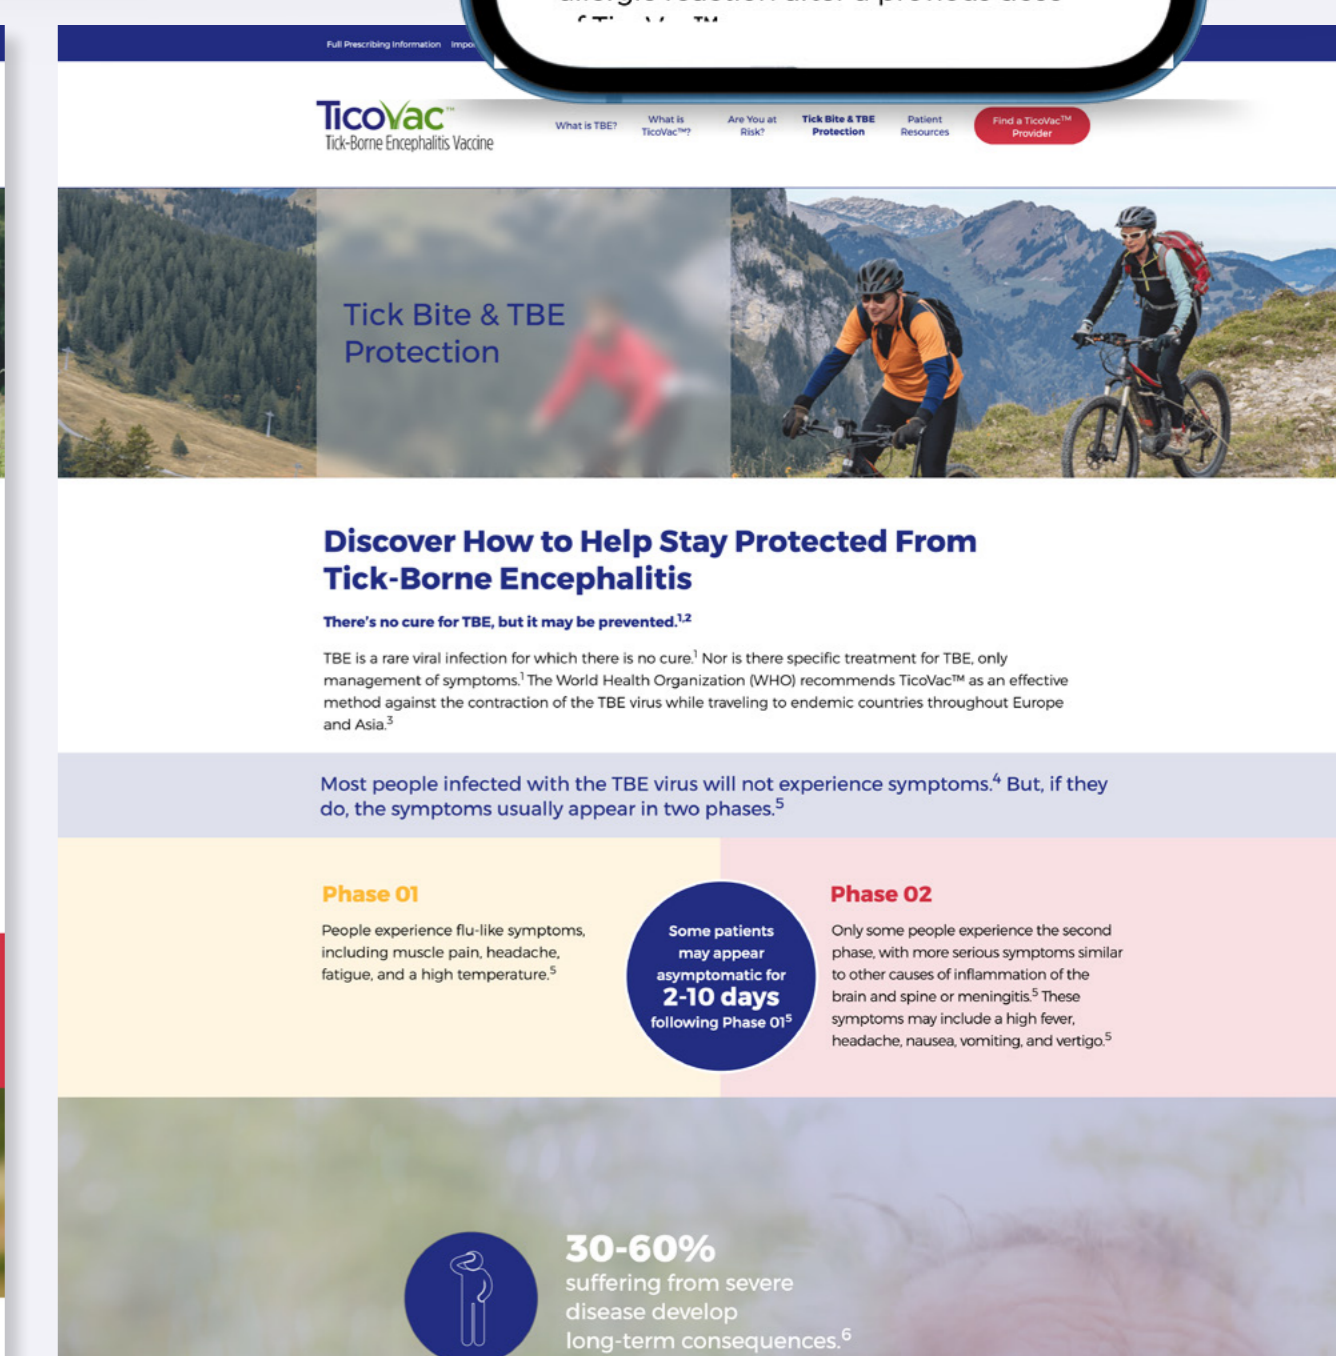 allergic reaction after a previous dose
of TicoVac™
Full Prescribing Information
TicoVac™
Tick-Borne Encephalitis Vaccine
What is TBE?
What is
TicoVac™?
Are You at
Risk?
Tick Bite & TBE
Protection
Patient
Resources
Find a TicoVac™
Provider
Tick Bite & TBE
Protection
Discover How to Help Stay Protected From
Tick-Borne Encephalitis
There's no cure for TBE, but it may be prevented.1,2
TBE is a rare viral infection for which there is no cure.1 Nor is there specific treatment for TBE, only
management of symptoms.1 The World Health Organization (WHO) recommends TicoVac™ as an effective
method against the contraction of the TBE virus while traveling to endemic countries throughout Europe
and Asia.3
Most people infected with the TBE virus will not experience symptoms.4 But, if they
do, the symptoms usually appear in two phases.5
Phase 01
People experience flu-like symptoms,
including muscle pain, headache,
fatigue, and a high temperature.5
Some patients
may appear
asymptomatic for
2-10 days
following Phase 015
Phase 02
Only some people experience the second
phase, with more serious symptoms similar
to other causes of inflammation of the
brain and spine or meningitis.5 These
symptoms may include a high fever,
headache, nausea, vomiting, and vertigo.5
30-60%
suffering from severe
disease develop
long-term consequences.6